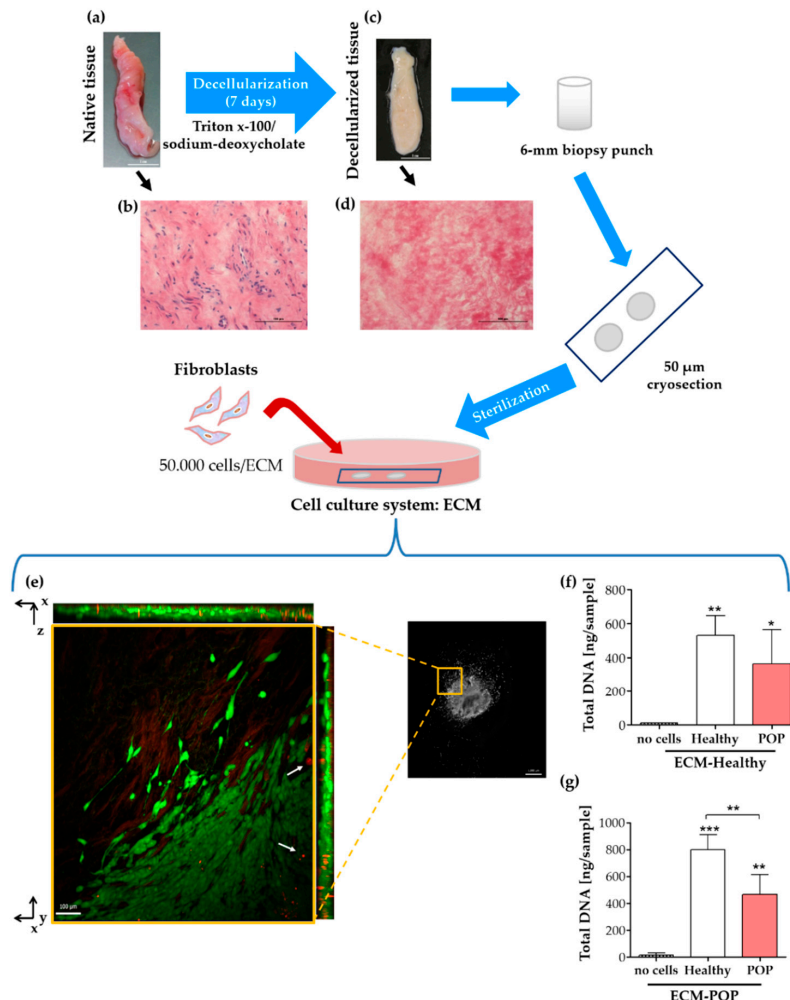 (a)
(c)
Native tissue
Decellularization
(7 days)
Triton x-100/
sodium-deoxycholate
Decellularized tissue
6-mm biopsy punch
(b)
(d)
50 µm
cryosection
Sterilization
Fibroblasts
50.000 cells/ECM
Cell culture system: ECM
(e)
x
z
100 µm
y
x
(f)
Total DNA [ng/sample]
800
600
400
200
0
**
*
no cells
Healthy
POP
ECM-Healthy
(g)
Total DNA [ng/sample]
1000
800
600
400
200
0
**
***
**
no cells
Healthy
POP
ECM-POP